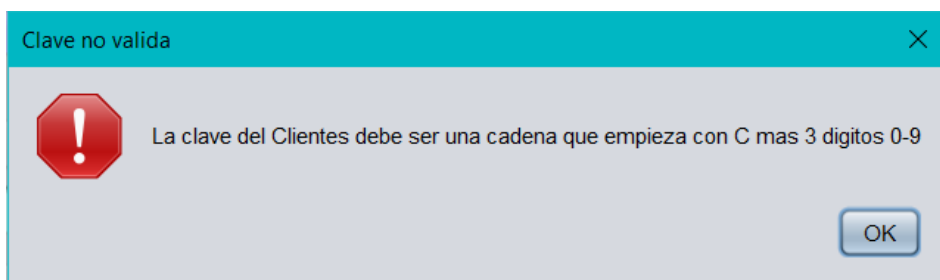 Clave no valida
La clave del Clientes debe ser una cadena que empieza con C mas 3 digitos 0-9
OK